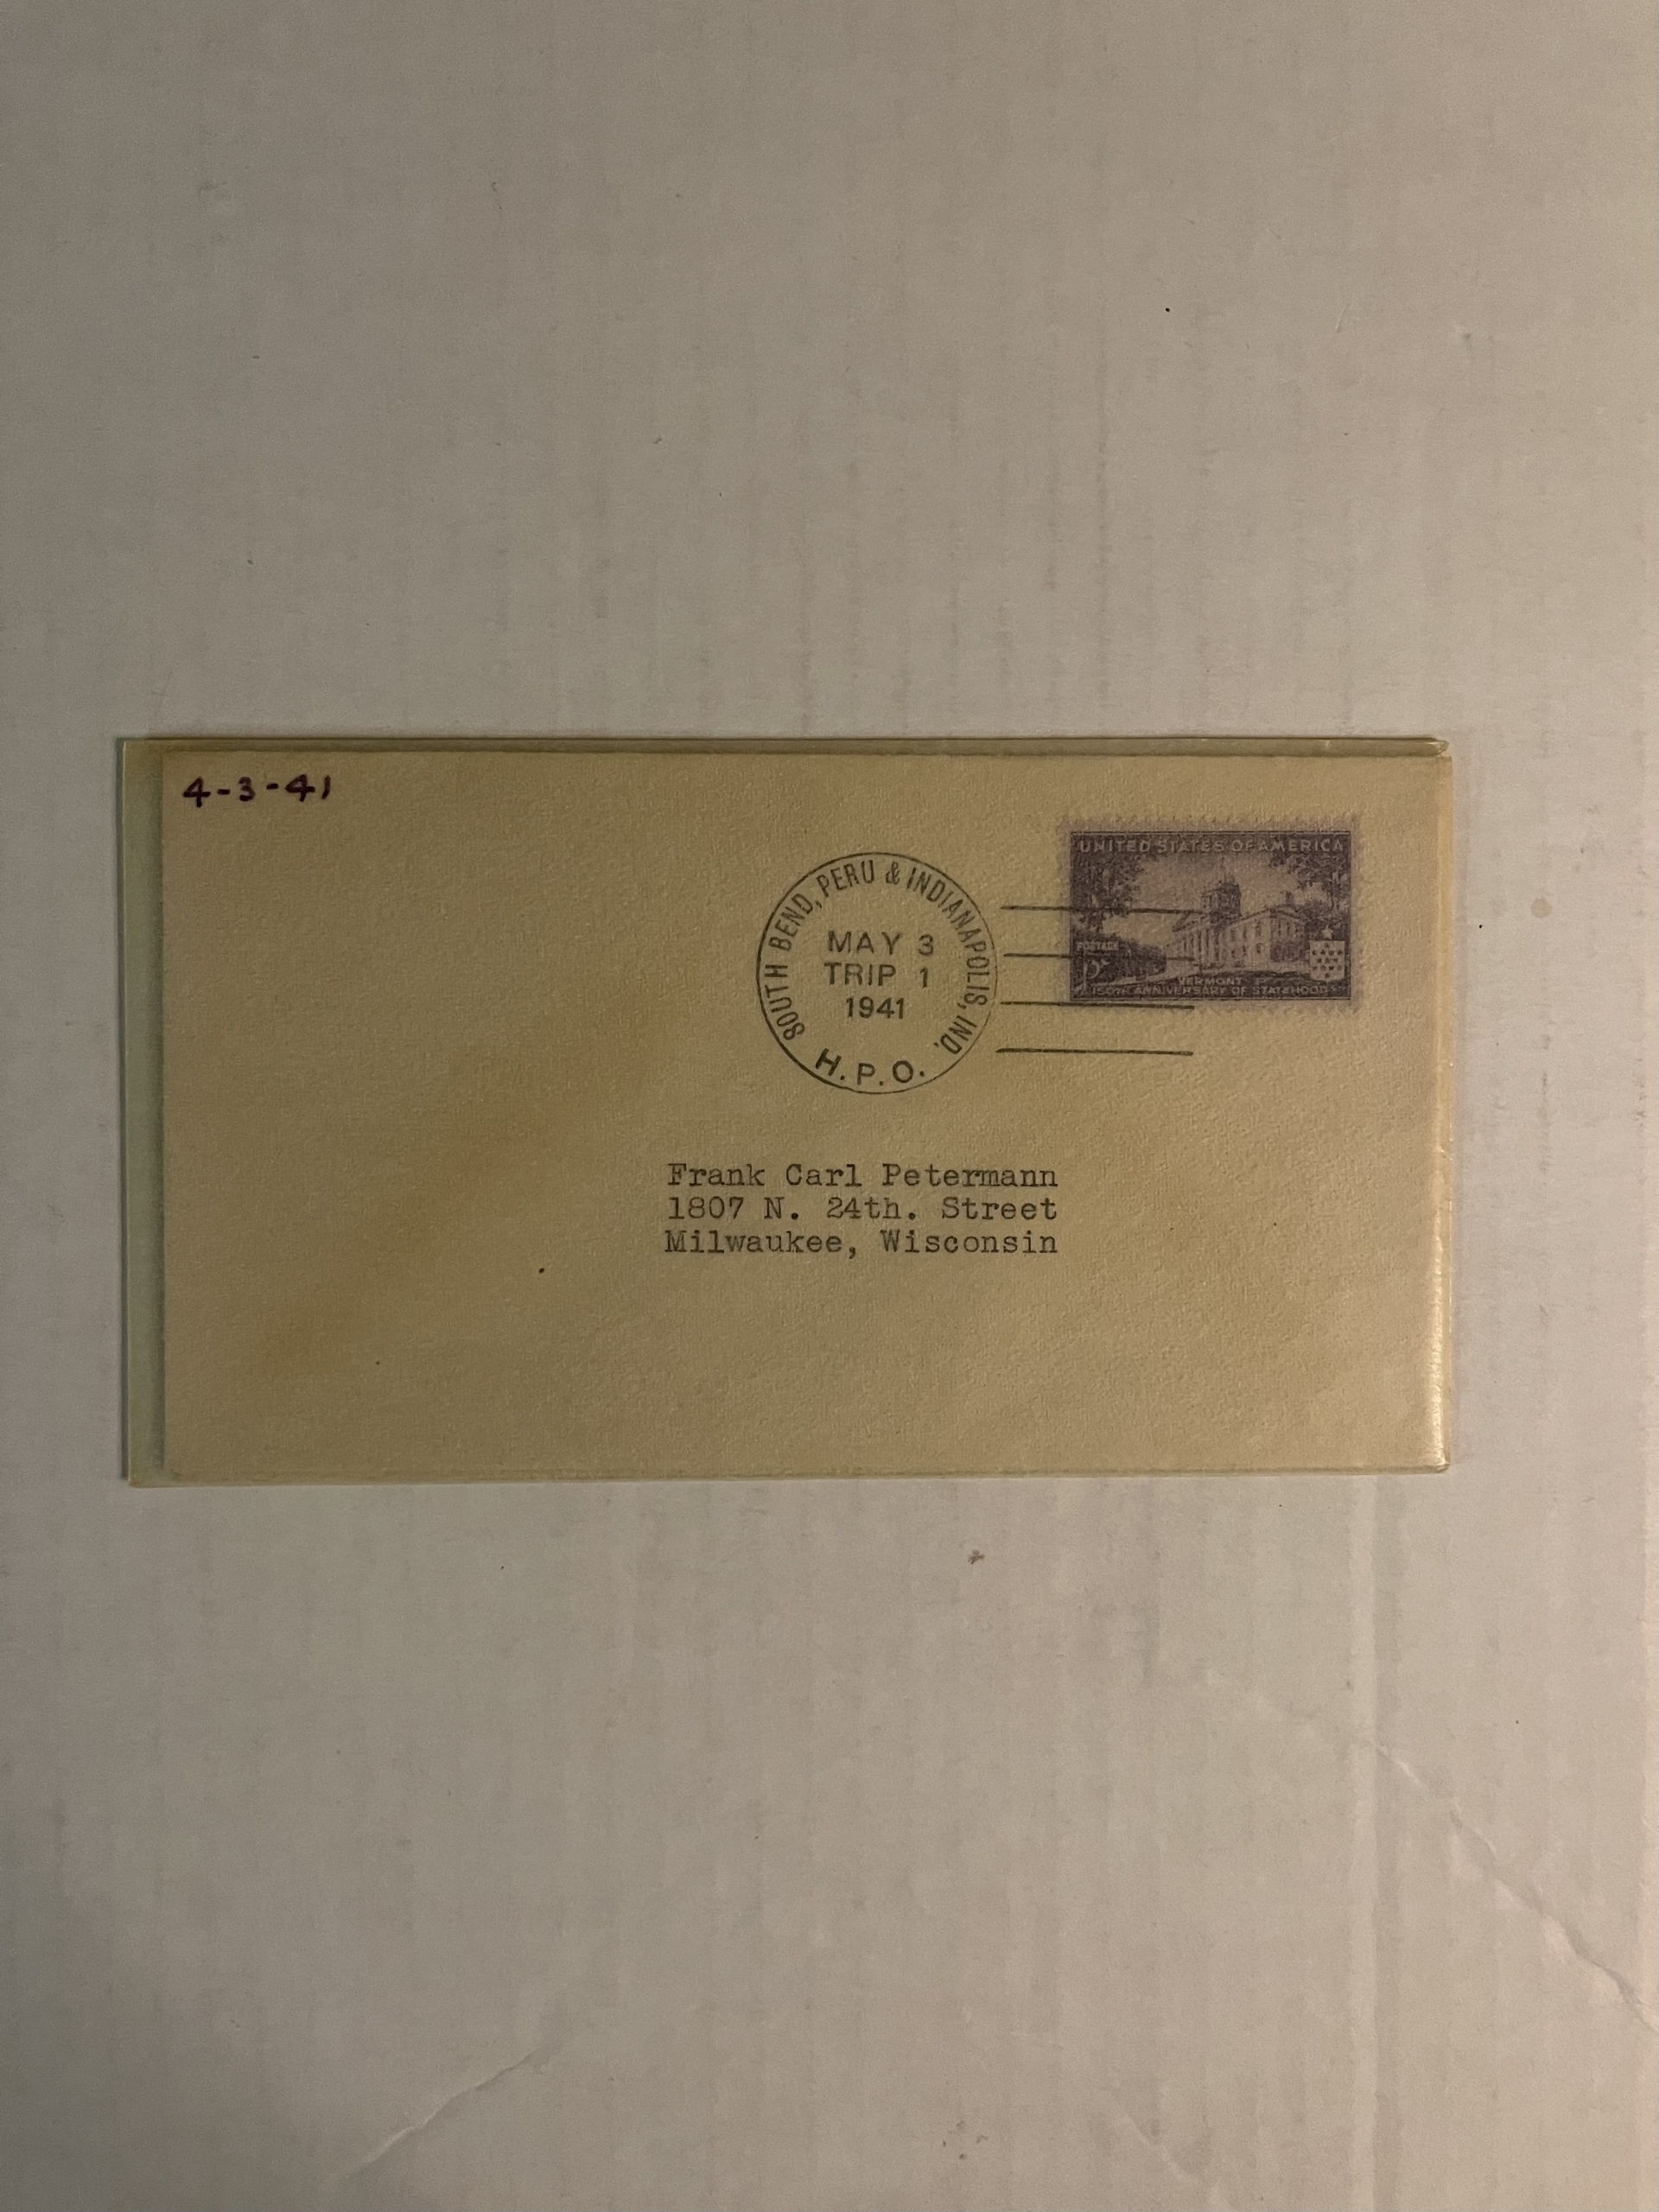 4-3-41
SOUTH BEND, PERU & INDIANAPOLIS, IND.
MAY 3
TRIP 1
1941
H.P.O.
UNITED STATES OF AMERICA
POSTAGE
VERMONT
150TH ANNIVERSARY OF STATEHOOD
Frank Carl Petermann
1807 N. 24th. Street
Milwaukee, Wisconsin